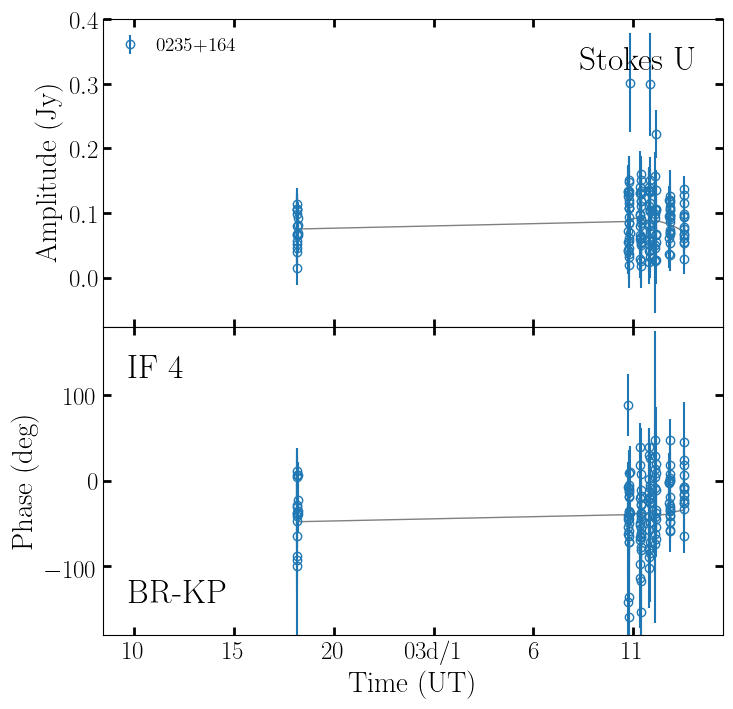 0.4
0235+164
Stokes U
0.3
0.2
0.1
0.0
Amplitude (Jy)
IF 4
100
0
−100
Phase (deg)
BR-KP
10 15 20 03d/1 6 11
Time (UT)